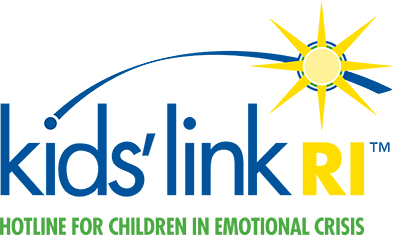 kids' link RI™
HOTLINE FOR CHILDREN IN EMOTIONAL CRISIS